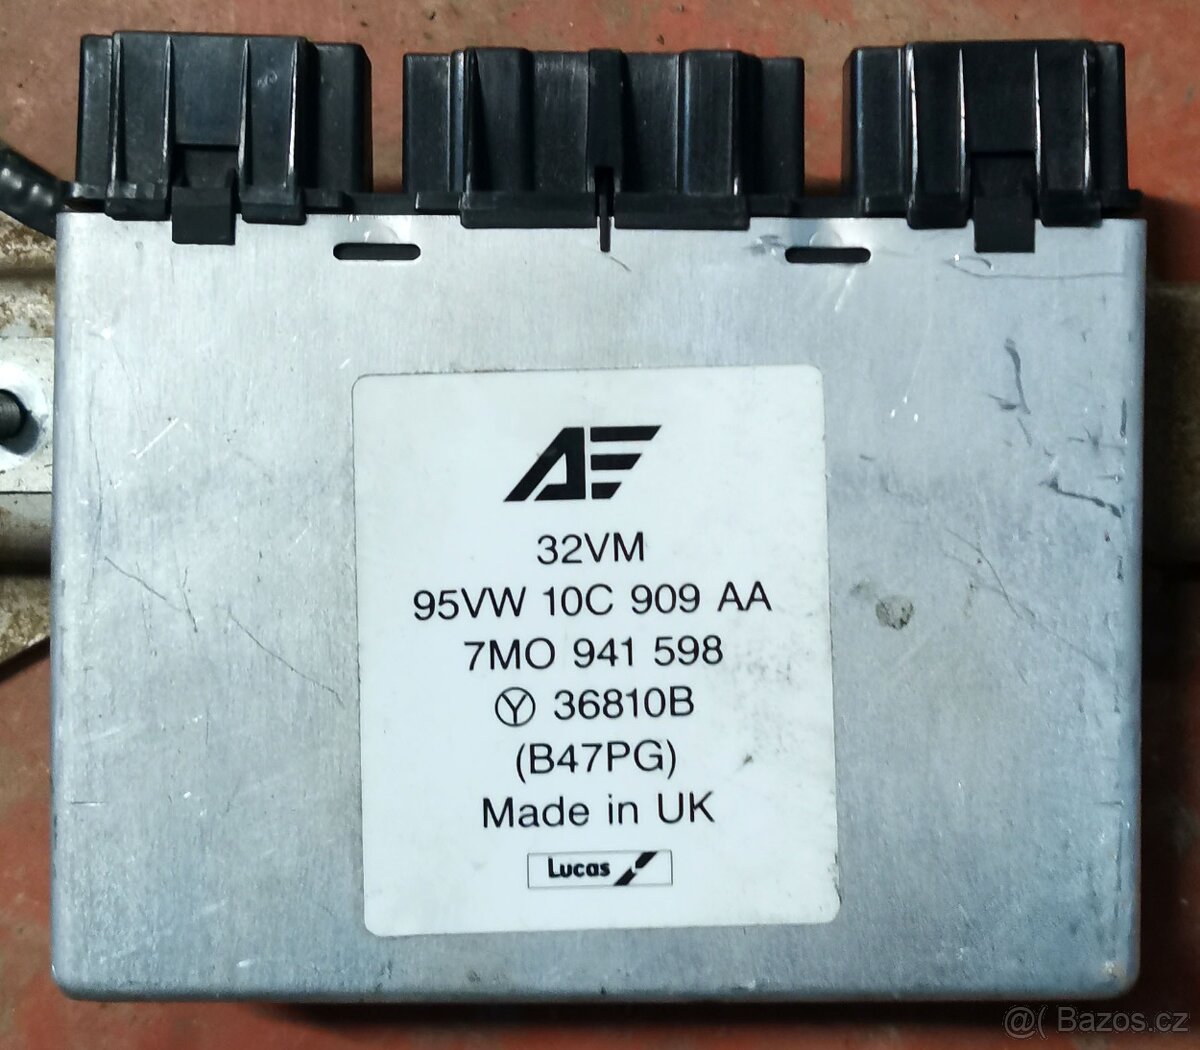 AE
32VM
95VW 10C 909 AA
7MO 941 598
Y 36810B
(B47PG)
Made in UK
Lucas
@( Bazos.cz